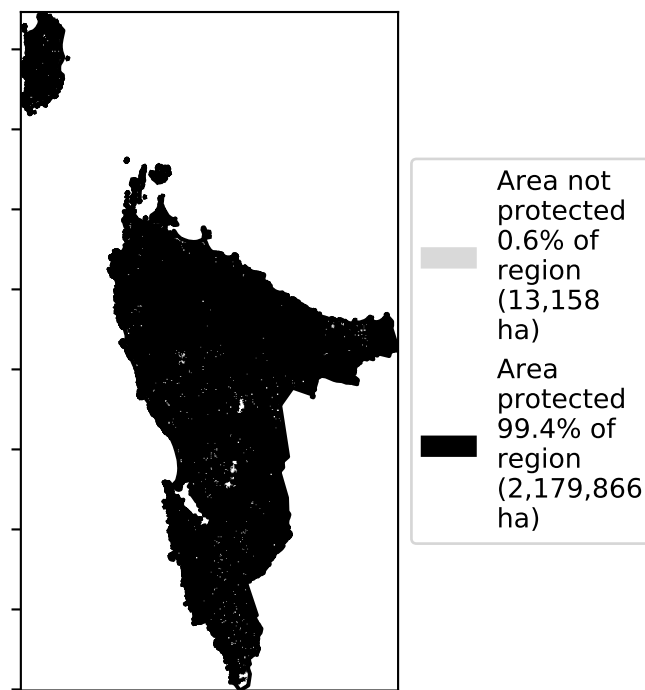 Area not
protected
0.6% of
region
(13,158
ha)
Area
protected
99.4% of
region
(2,179,866
ha)